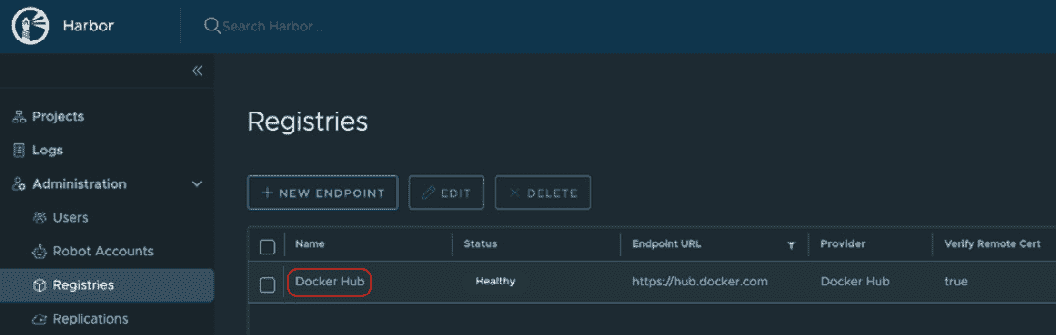 Harbor
Search Harbor...
«
Projects
Logs
Administration
Users
Robot Accounts
Registries
Replications
Registries
+ NEW ENDPOINT EDIT × DELETE
Name Status Endpoint URL Provider Verify Remote Cert
Docker Hub Healthy https://hub.docker.com Docker Hub true